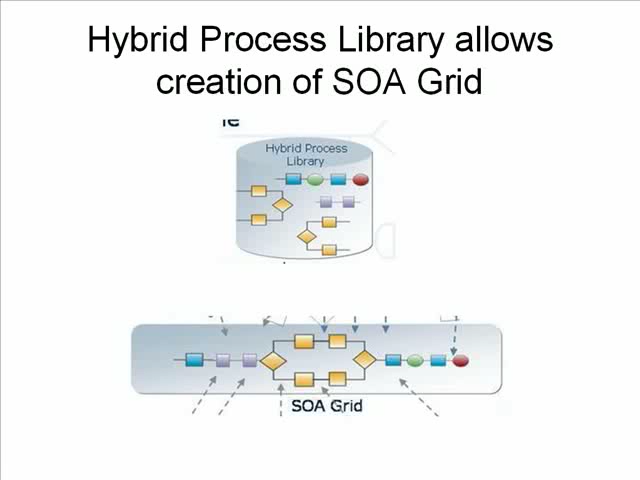 Hybrid Process Library allows
creation of SOA Grid
Hybrid Process
Library
SOA Grid